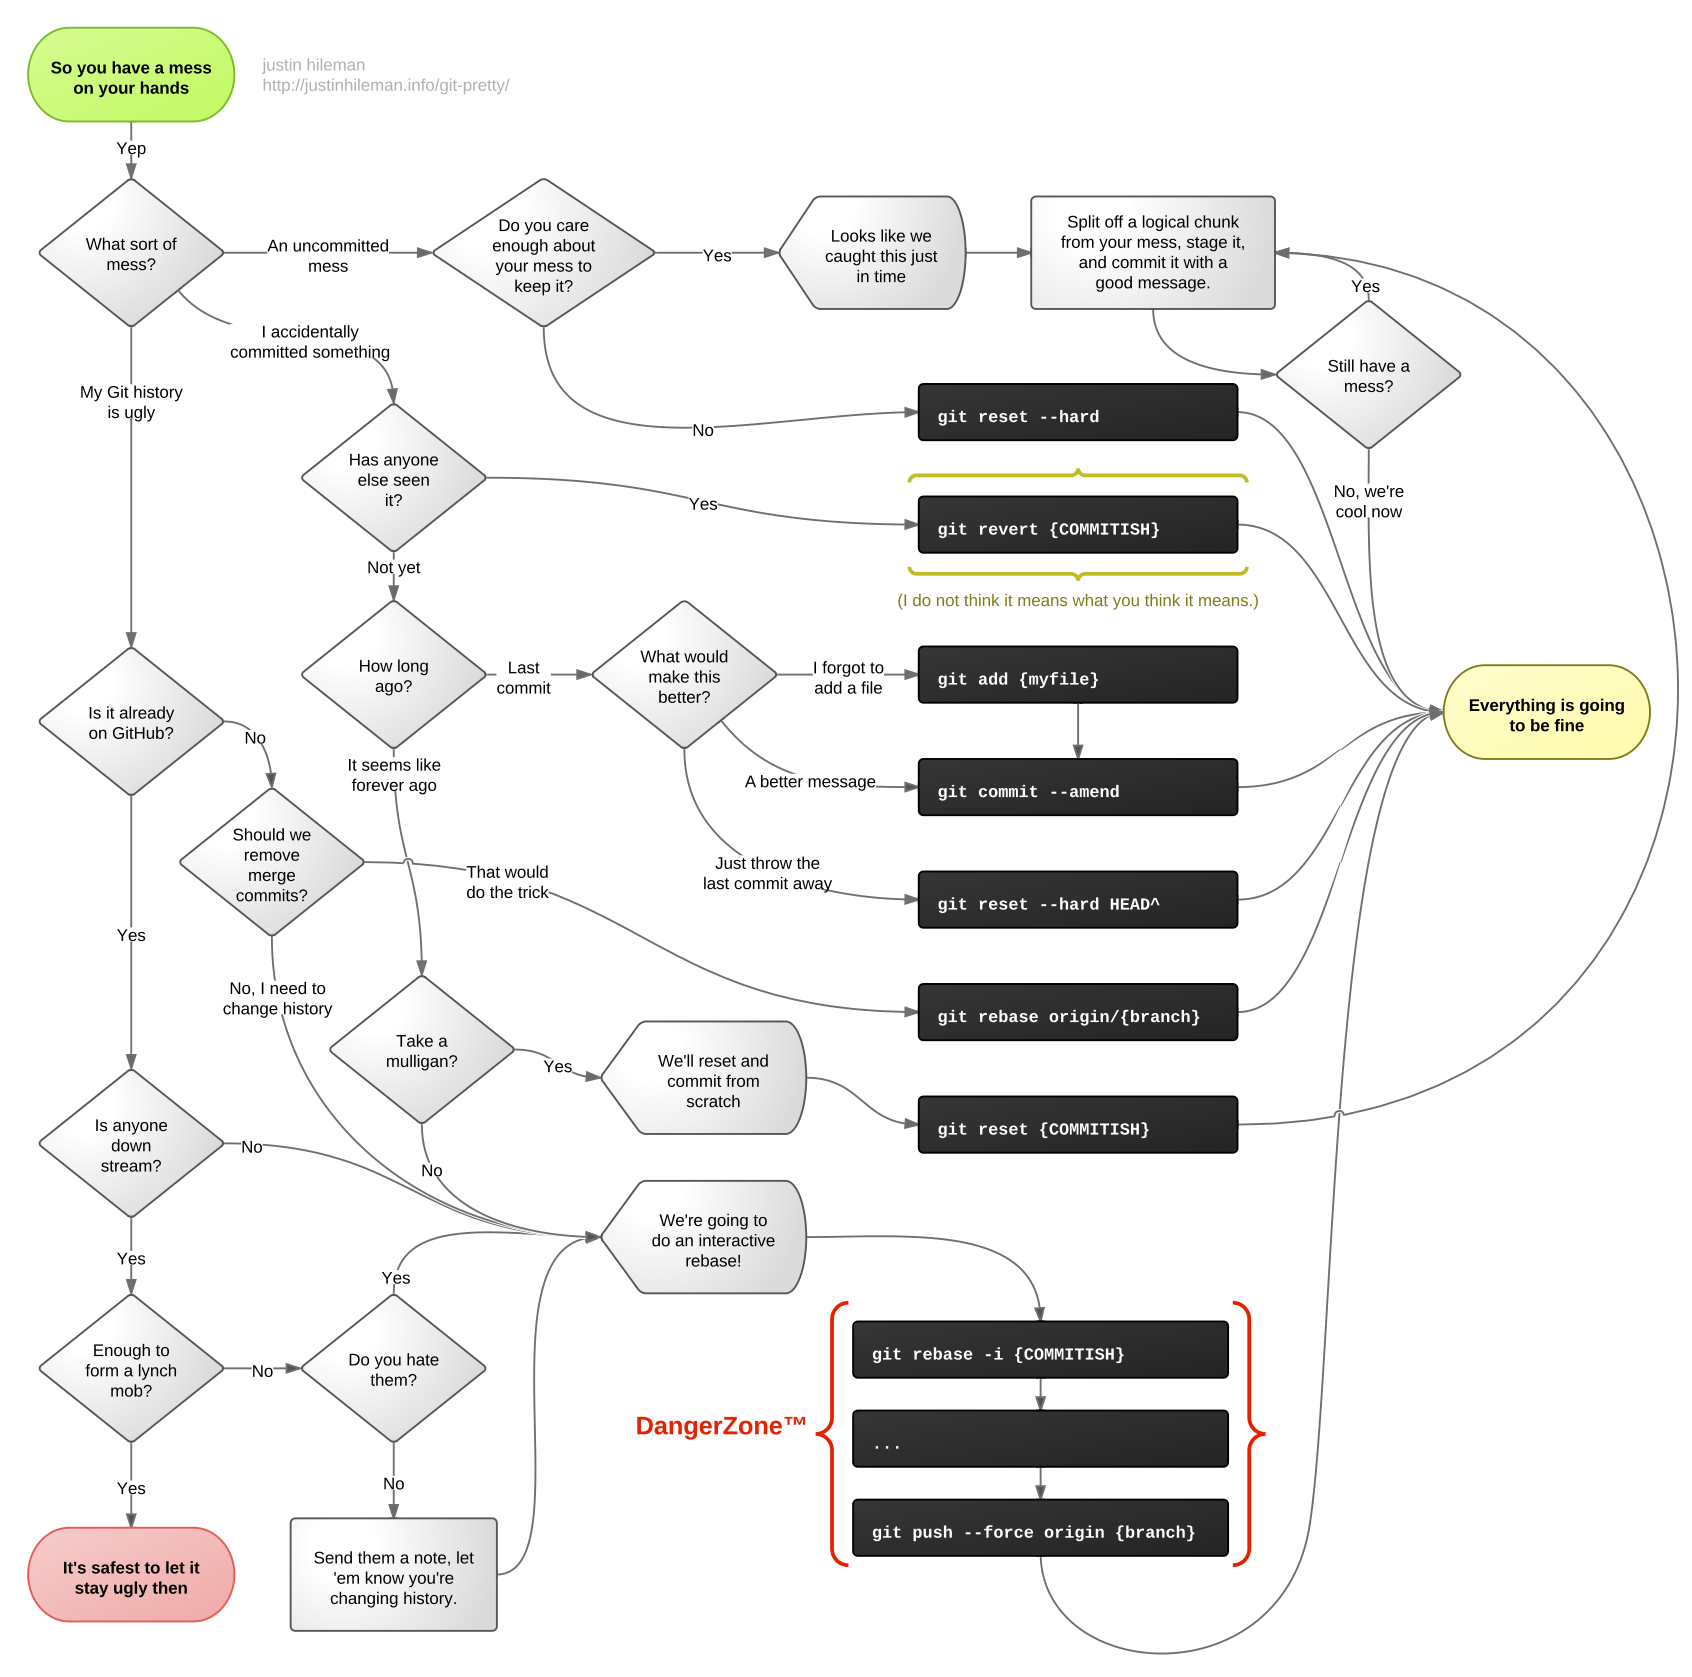 So you have a mess
on your hands
justin hileman
http://justinhileman.info/git-pretty/
Yep
What sort of
mess?
An uncommitted
mess
Do you care
enough about
your mess to
keep it?
Yes
Looks like we
caught this just
in time
Split off a logical chunk
from your mess, stage it,
and commit it with a
good message.
Yes
Still have a
mess?
No, we're
cool now
I accidentally
committed something
My Git history
is ugly
No
git reset --hard
Has anyone
else seen
it?
Yes
git revert {COMMITISH}
(I do not think it means what you think it means.)
Not yet
How long
ago?
Last
commit
What would
make this
better?
I forgot to
add a file
git add {myfile}
Everything is going
to be fine
Is it already
on GitHub?
No
It seems like
forever ago
A better message
git commit --amend
Should we
remove
merge
commits?
That would
do the trick
Just throw the
last commit away
git reset --hard HEAD^
Yes
No, I need to
change history
git rebase origin/{branch}
Take a
mulligan?
Yes
We'll reset and
commit from
scratch
git reset {COMMITISH}
Is anyone
down
stream?
No
No
We're going to
do an interactive
rebase!
Yes
Yes
Enough to
form a lynch
mob?
No
Do you hate
them?
git rebase -i {COMMITISH}
DangerZone™
...
Yes
No
git push --force origin {branch}
It's safest to let it
stay ugly then
Send them a note, let
'em know you're
changing history.